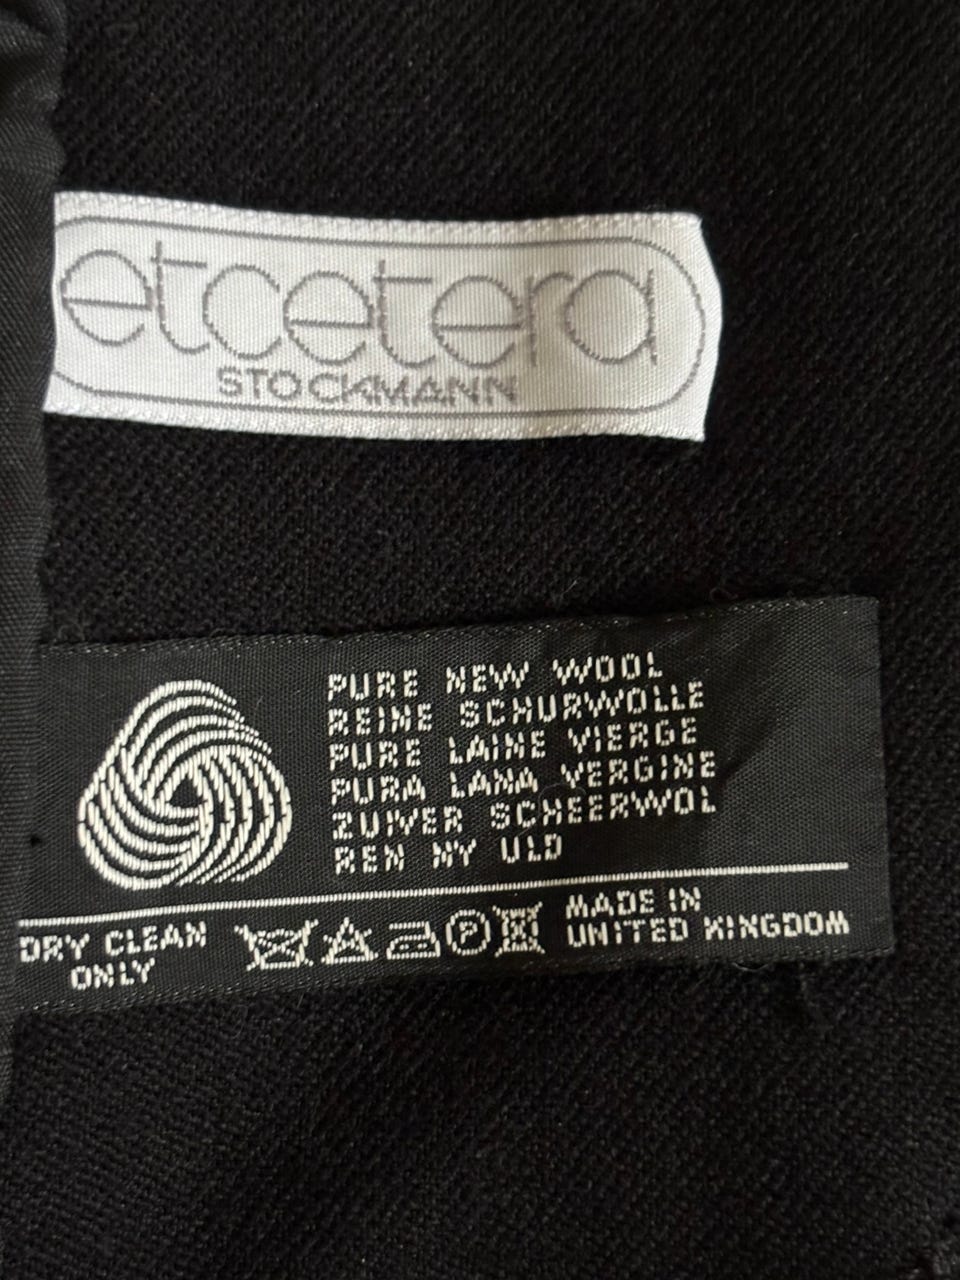 etcetera
STOCKMANN
PURE NEW WOOL
REINE SCHURWOLLE
PURE LAINE VIERGE
PURA LANA VERGINE
ZUIVER SCHEERWOL
REN NY ULD
DRY CLEAN
ONLY
P
MADE IN
UNITED KINGDOM